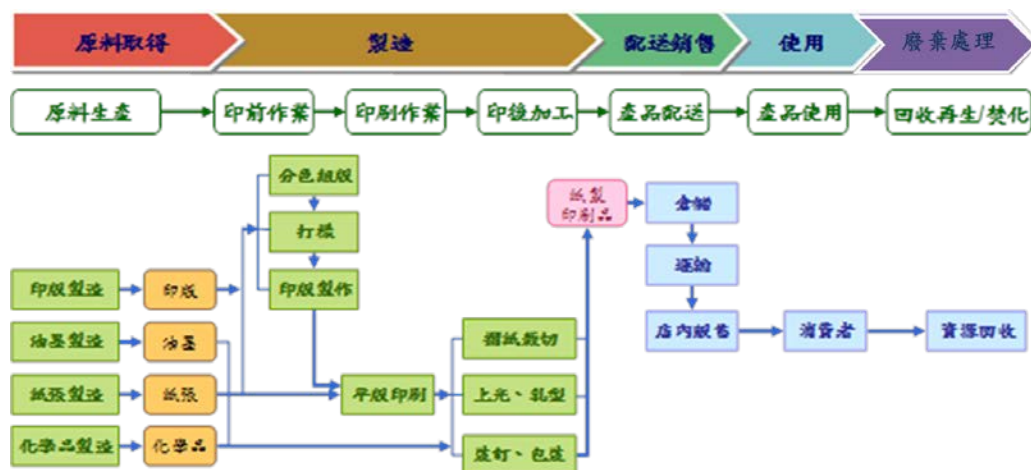 原料取得
製造
配送銷售
使用
廢棄處理
原料生產
印前作業
印刷作業
印後加工
產品配送
產品使用
回收再生/焚化
分色組版
打樣
印版製作
紙製
印刷品
倉儲
運輸
店內販售
消費者
資源回收
印版製造
印版
油墨製造
油墨
紙張製造
紙張
化學品製造
化學品
平版印刷
摺紙裁切
上光、軋型
裝訂、包裝